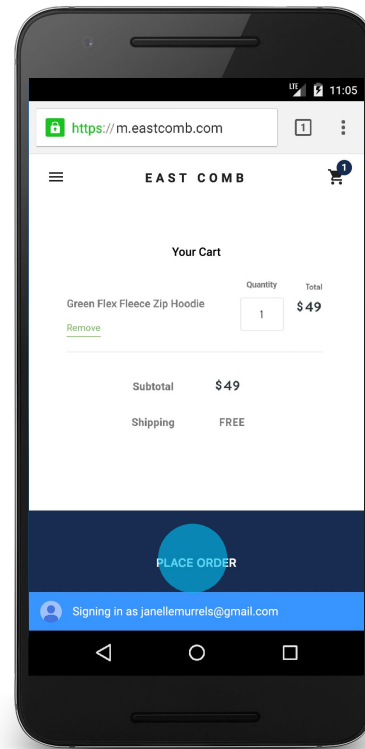 LTE 11:05
https://m.eastcomb.com 1
EAST COMB 1
Your Cart
Quantity Total
Green Flex Fleece Zip Hoodie 1 $49
Remove
Subtotal $49
Shipping FREE
PLACE ORDER
Signing in as janellemurrels@gmail.com